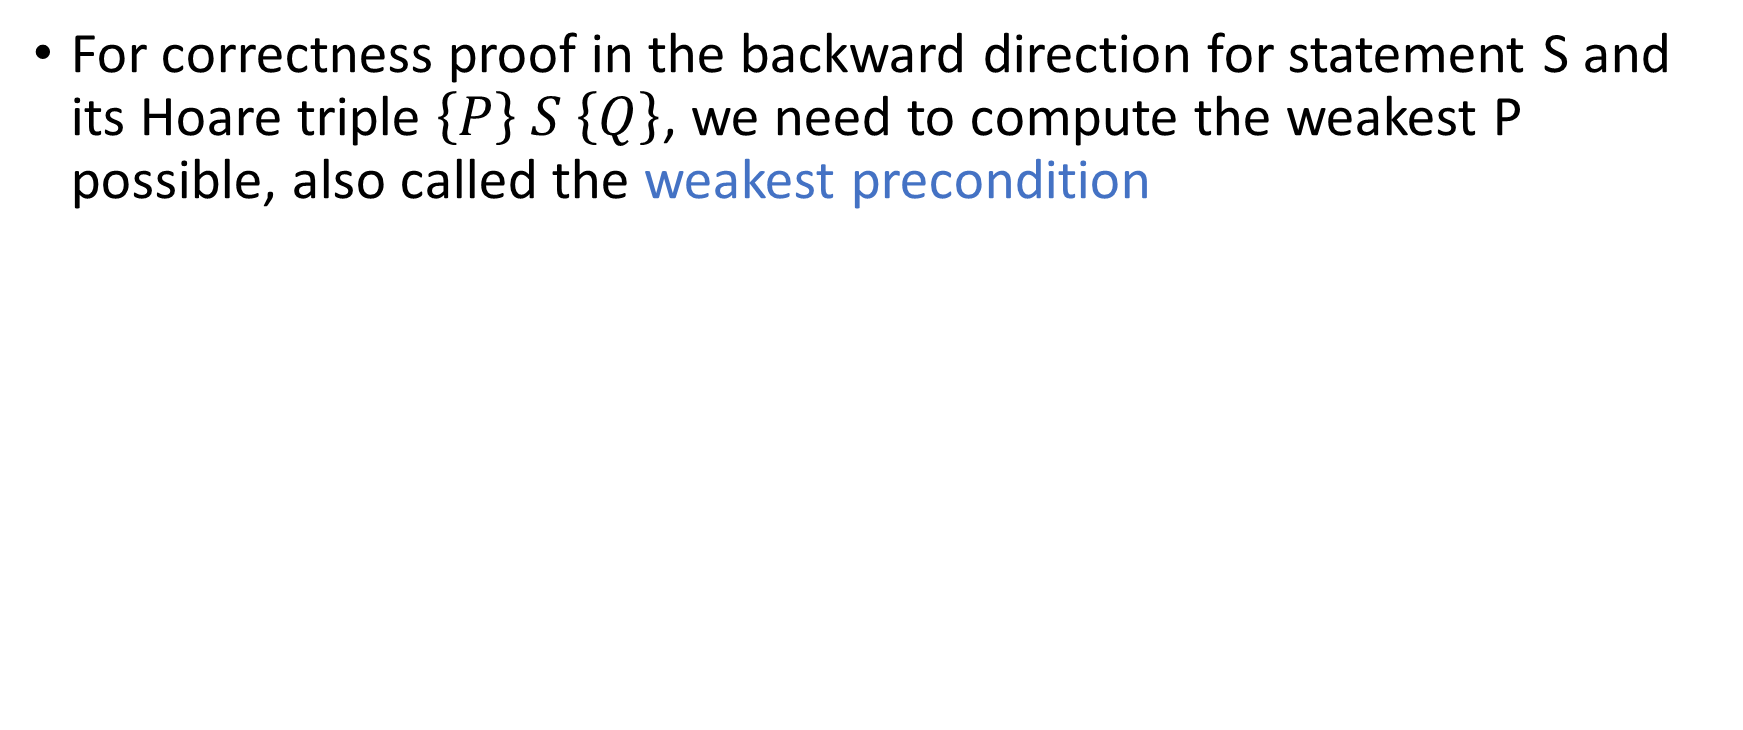 • For correctness proof in the backward direction for statement S and
its Hoare triple {P} S {Q}, we need to compute the weakest P
possible, also called the weakest precondition